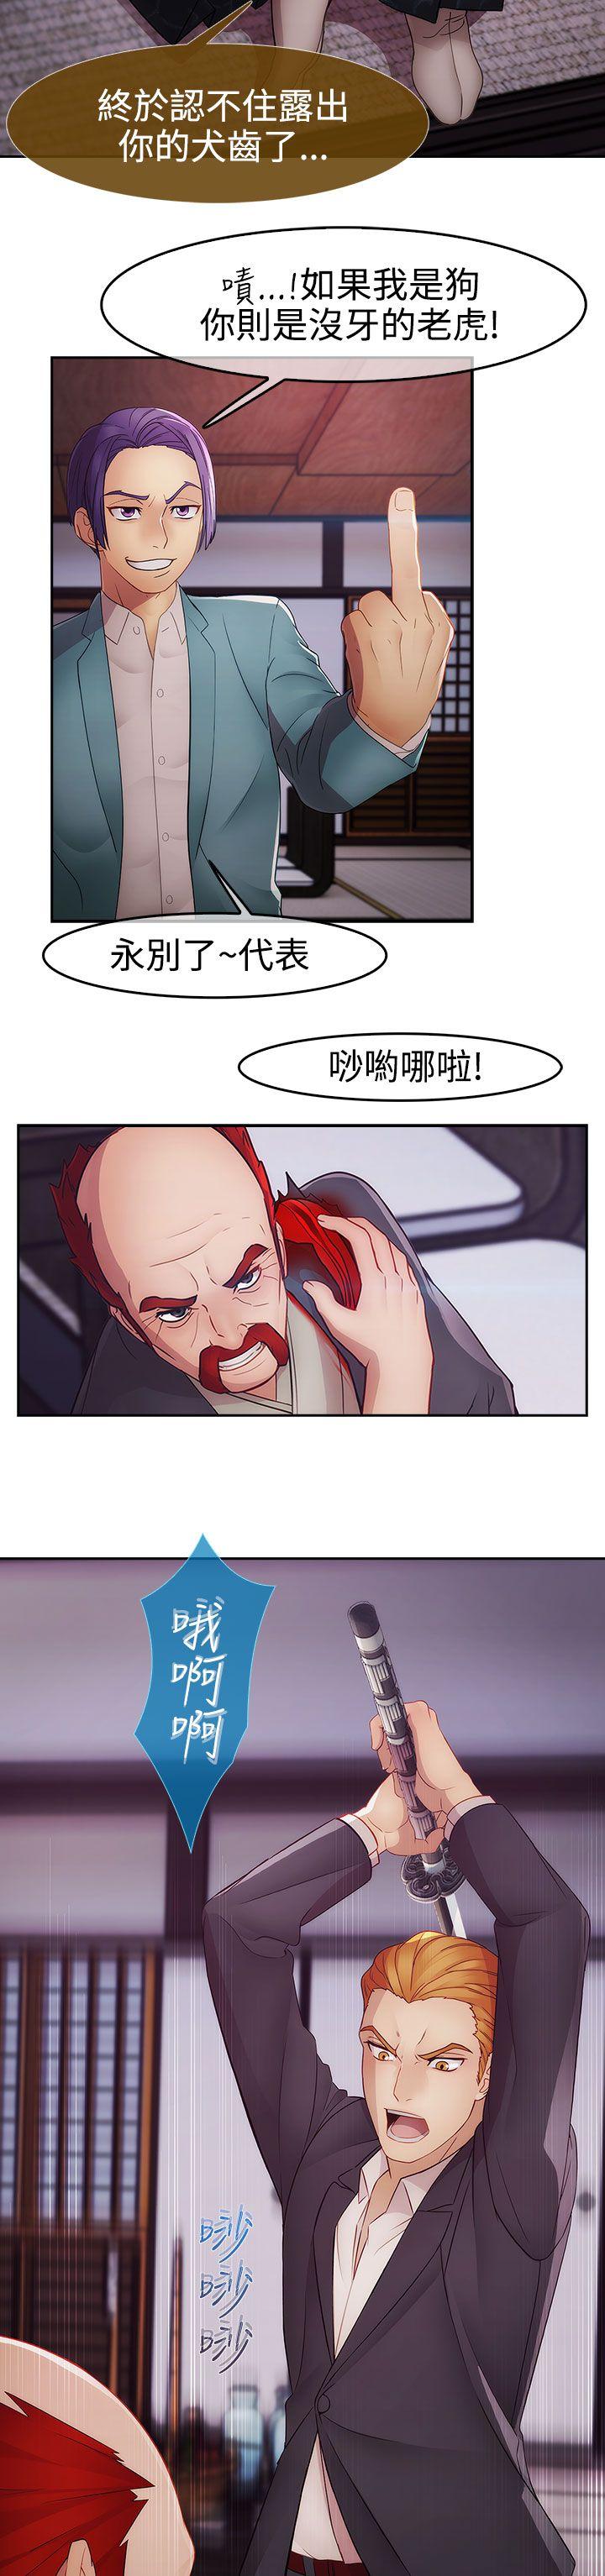 終於認不住露出
你的犬齒了...
嘖...!如果我是狗
你則是沒牙的老虎!
永別了~代表
唦喲哪啦!
哦
啊
啊
唦
唦
唦